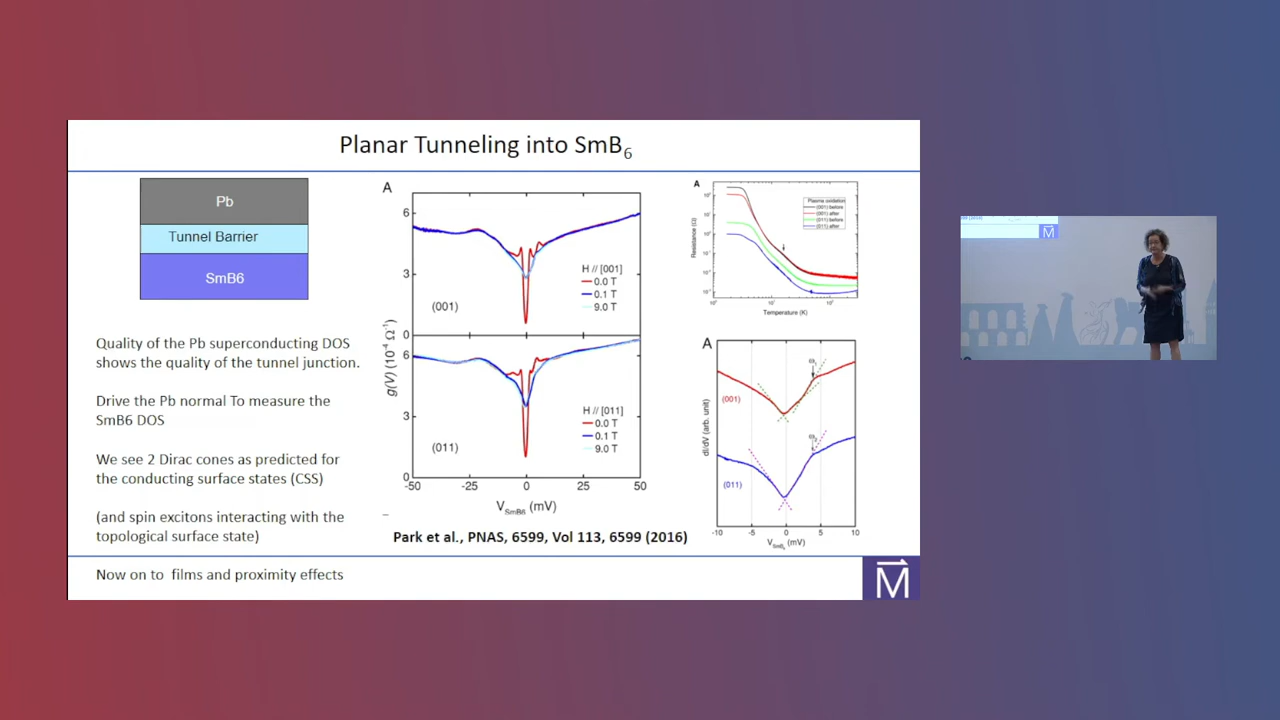 Planar Tunneling into SmB6
Pb
Tunnel Barrier
SmB6
Quality of the Pb superconducting DOS
shows the quality of the tunnel junction.
Drive the Pb normal To measure the
SmB6 DOS
We see 2 Dirac cones as predicted for
the conducting surface states (CSS)
(and spin excitons interacting with the
topological surface state)
A
6
3
0
(001)
H // [001]
0.0 T
0.1 T
9.0 T
6
3
0
(011)
H // [011]
0.0 T
0.1 T
9.0 T
g(V) (10⁻⁴ Ω⁻¹)
-50
-25
0
25
50
VSmB6 (mV)
A
Resistance (Ω)
Plasma oxidation
(001) before
(001) after
(011) before
(011) after
Temperature (K)
A
dI/dV (arb. unit)
(001)
(011)
-10
-5
0
5
10
VSmB6 (mV)
Park et al., PNAS, 6599, Vol 113, 6599 (2016)
Now on to films and proximity effects
M
M